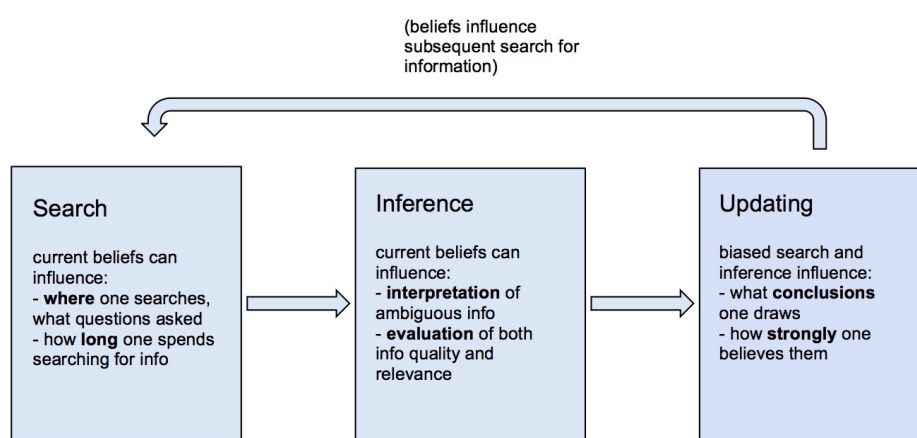 (beliefs influence
subsequent search for
information)
Search
current beliefs can
influence:
- where one searches,
what questions asked
- how long one spends
searching for info
Inference
current beliefs can
influence:
- interpretation of
ambiguous info
- evaluation of both
info quality and
relevance
Updating
biased search and
inference influence:
- what conclusions
one draws
- how strongly one
believes them